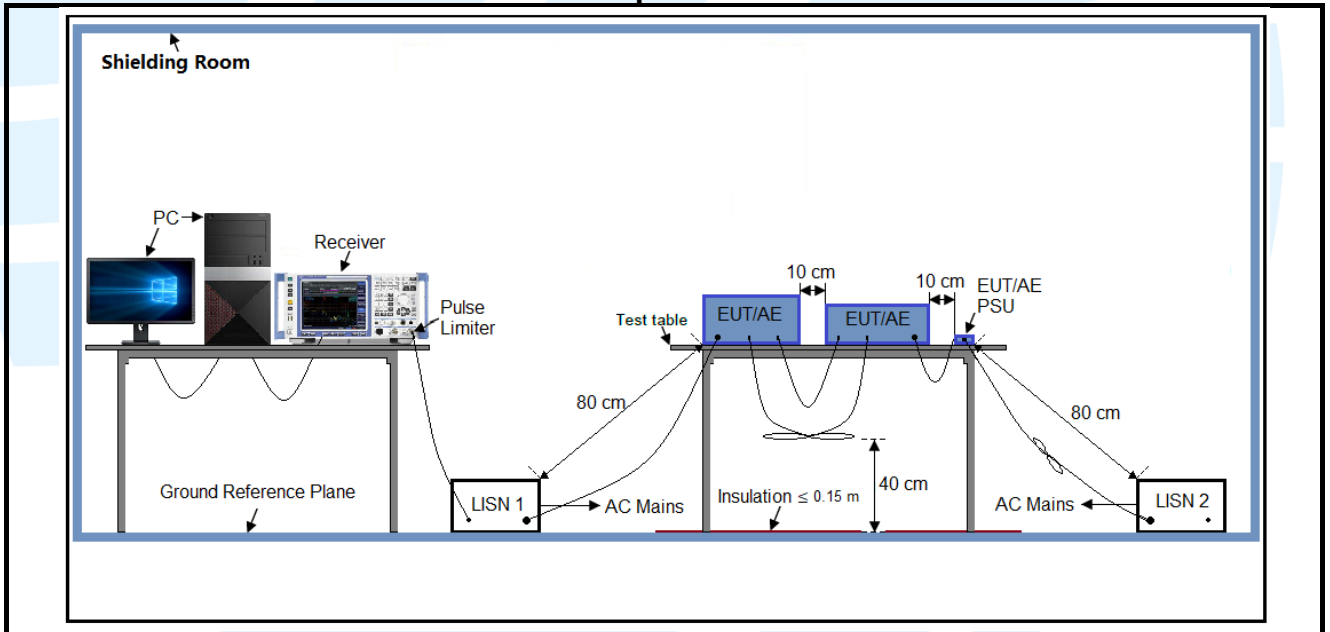 Shielding Room
PC
Receiver
Pulse
Limiter
Test table
EUT/AE
10 cm
EUT/AE
10 cm
EUT/AE
PSU
80 cm
80 cm
40 cm
Ground Reference Plane
LISN 1
AC Mains
Insulation ≤ 0.15 m
AC Mains
LISN 2